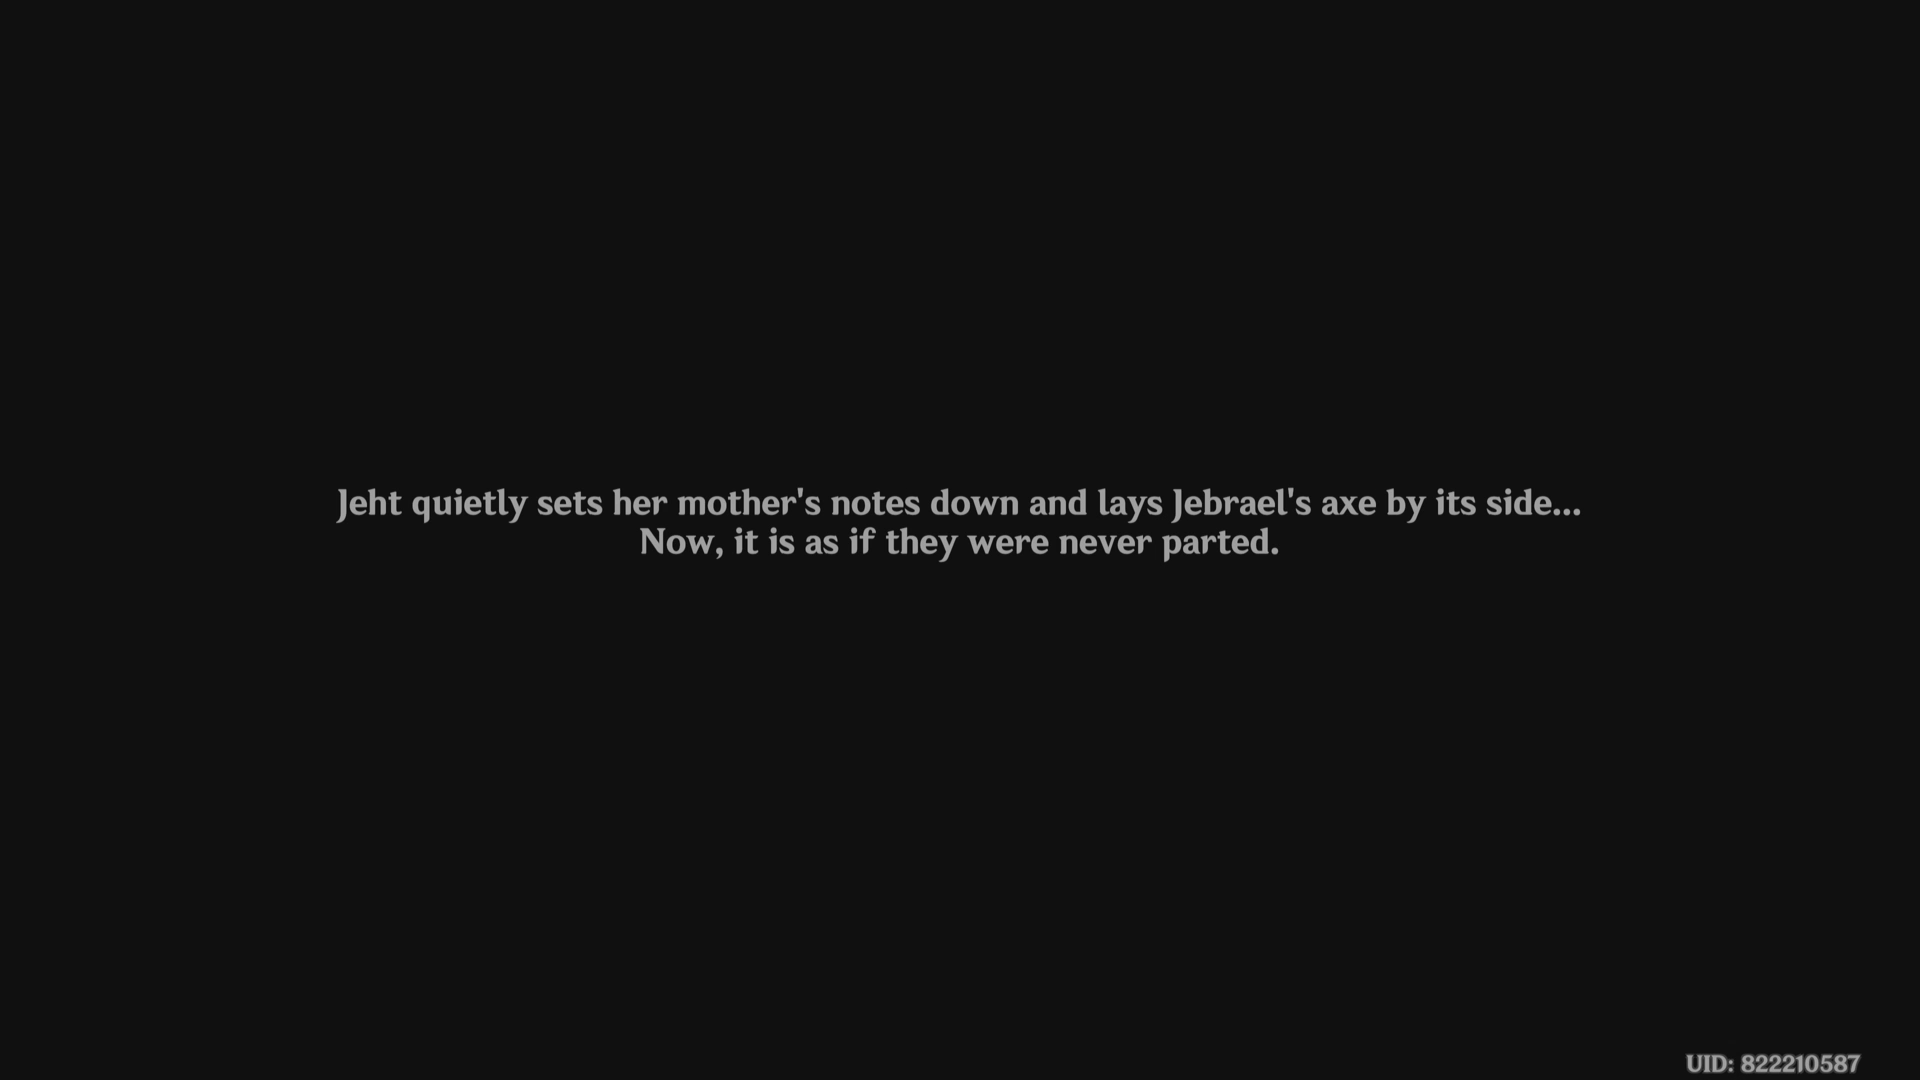 Jeht quietly sets her mother's notes down and lays Jebrael's axe by its side...
Now, it is as if they were never parted.
UID: 822210587